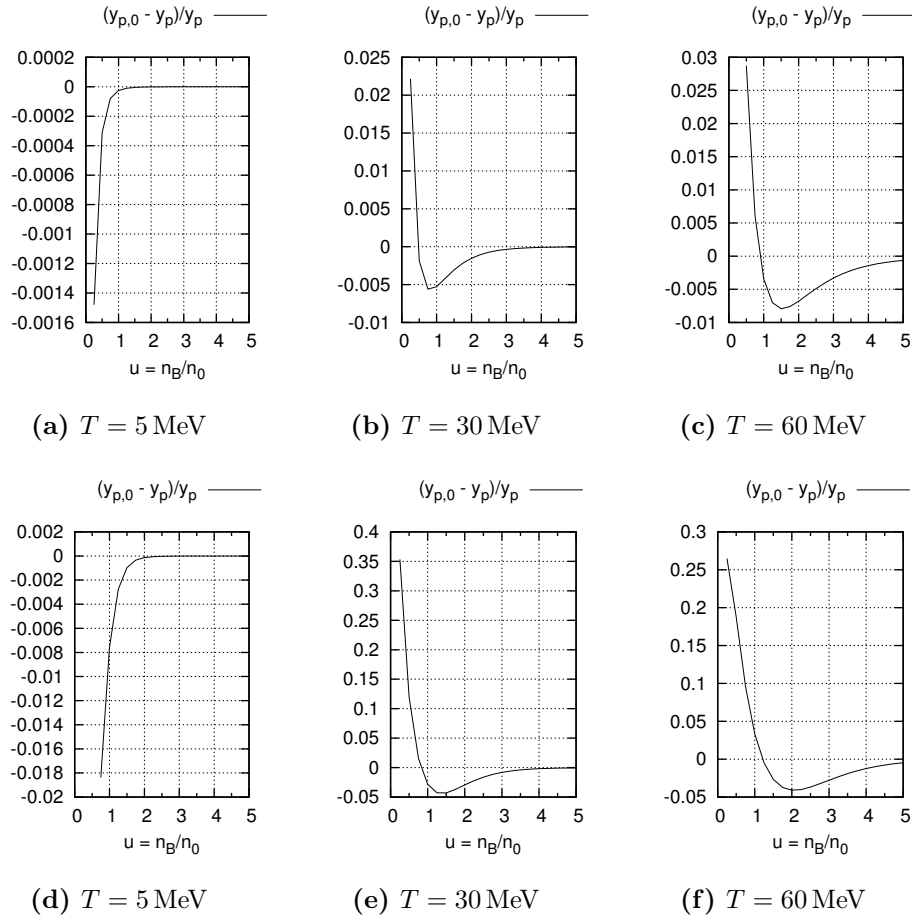 (y_{p,0} - y_p)/y_p
0.0002
0
-0.0002
-0.0004
-0.0006
-0.0008
-0.001
-0.0012
-0.0014
-0.0016
0 1 2 3 4 5
u = n_B/n_0
(a) T = 5 MeV
(y_{p,0} - y_p)/y_p
0.025
0.02
0.015
0.01
0.005
0
-0.005
-0.01
0 1 2 3 4 5
u = n_B/n_0
(b) T = 30 MeV
(y_{p,0} - y_p)/y_p
0.03
0.025
0.02
0.015
0.01
0.005
0
-0.005
-0.01
0 1 2 3 4 5
u = n_B/n_0
(c) T = 60 MeV
(y_{p,0} - y_p)/y_p
0.002
0
-0.002
-0.004
-0.006
-0.008
-0.01
-0.012
-0.014
-0.016
-0.018
-0.02
0 1 2 3 4 5
u = n_B/n_0
(d) T = 5 MeV
(y_{p,0} - y_p)/y_p
0.4
0.35
0.3
0.25
0.2
0.15
0.1
0.05
0
-0.05
0 1 2 3 4 5
u = n_B/n_0
(e) T = 30 MeV
(y_{p,0} - y_p)/y_p
0.3
0.25
0.2
0.15
0.1
0.05
0
-0.05
0 1 2 3 4 5
u = n_B/n_0
(f) T = 60 MeV